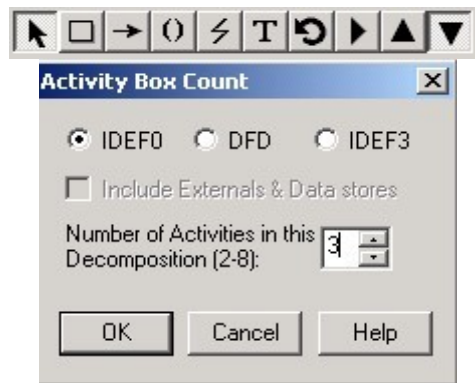 T
Activity Box Count
IDEF0 DFD IDEF3
Include Externals & Data stores
Number of Activities in this
Decomposition (2-8): 3
OK Cancel Help